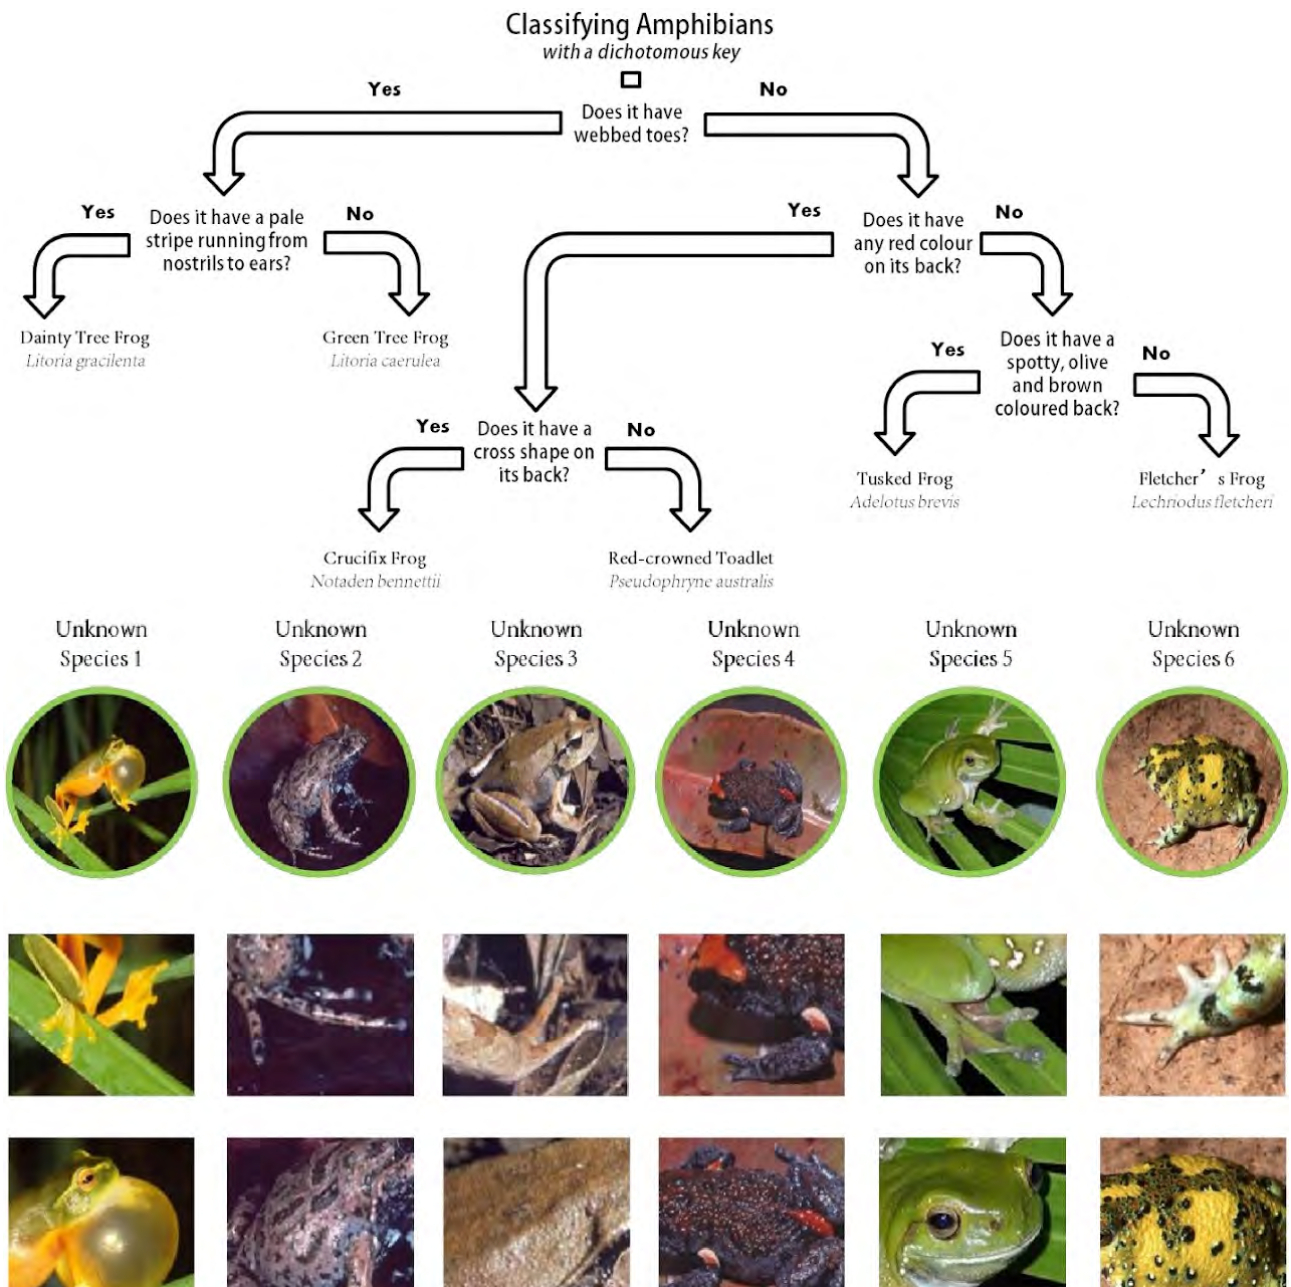 Classifying Amphibians
with a dichotomous key
Yes
No
Does it have
webbed toes?
Yes
Does it have a pale
stripe running from
nostrils to ears?
No
Yes
Does it have
any red colour
on its back?
No
Dainty Tree Frog
Litoria gracilenta
Green Tree Frog
Litoria caerulea
Yes
Does it have a
spotty, olive
and brown
coloured back?
No
Yes
Does it have a
cross shape on
its back?
No
Tusked Frog
Adelotus brevis
Fletcher’ s Frog
Lechriodus fletcheri
Crucifix Frog
Notaden bennettii
Red-crowned Toadlet
Pseudophryne australis
Unknown
Species 1
Unknown
Species 2
Unknown
Species 3
Unknown
Species 4
Unknown
Species 5
Unknown
Species 6